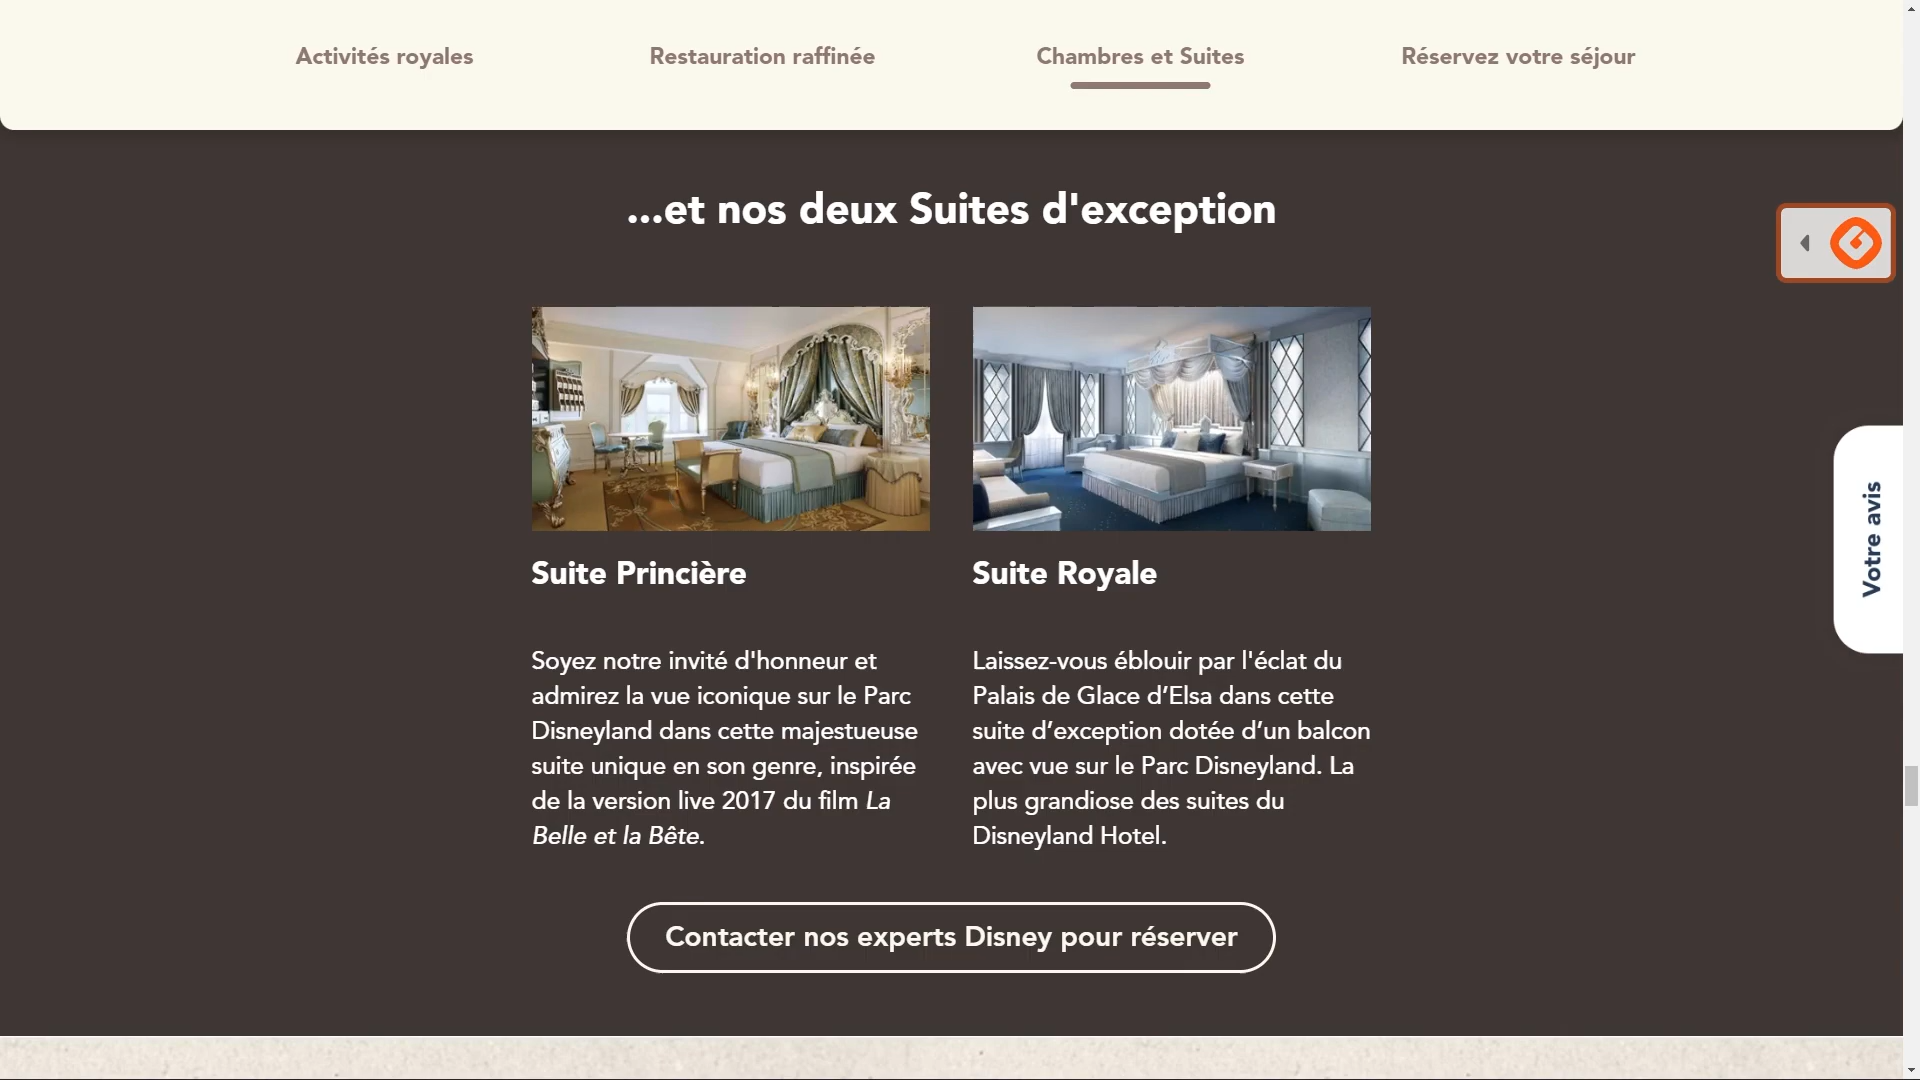 Activités royales
Restauration raffinée
Chambres et Suites
Réservez votre séjour
...et nos deux Suites d'exception
Suite Princière
Soyez notre invité d'honneur et
admirez la vue iconique sur le Parc
Disneyland dans cette majestueuse
suite unique en son genre, inspirée
de la version live 2017 du film La
Belle et la Bête.
Suite Royale
Laissez-vous éblouir par l'éclat du
Palais de Glace d’Elsa dans cette
suite d’exception dotée d’un balcon
avec vue sur le Parc Disneyland. La
plus grandiose des suites du
Disneyland Hotel.
Contacter nos experts Disney pour réserver
Votre avis